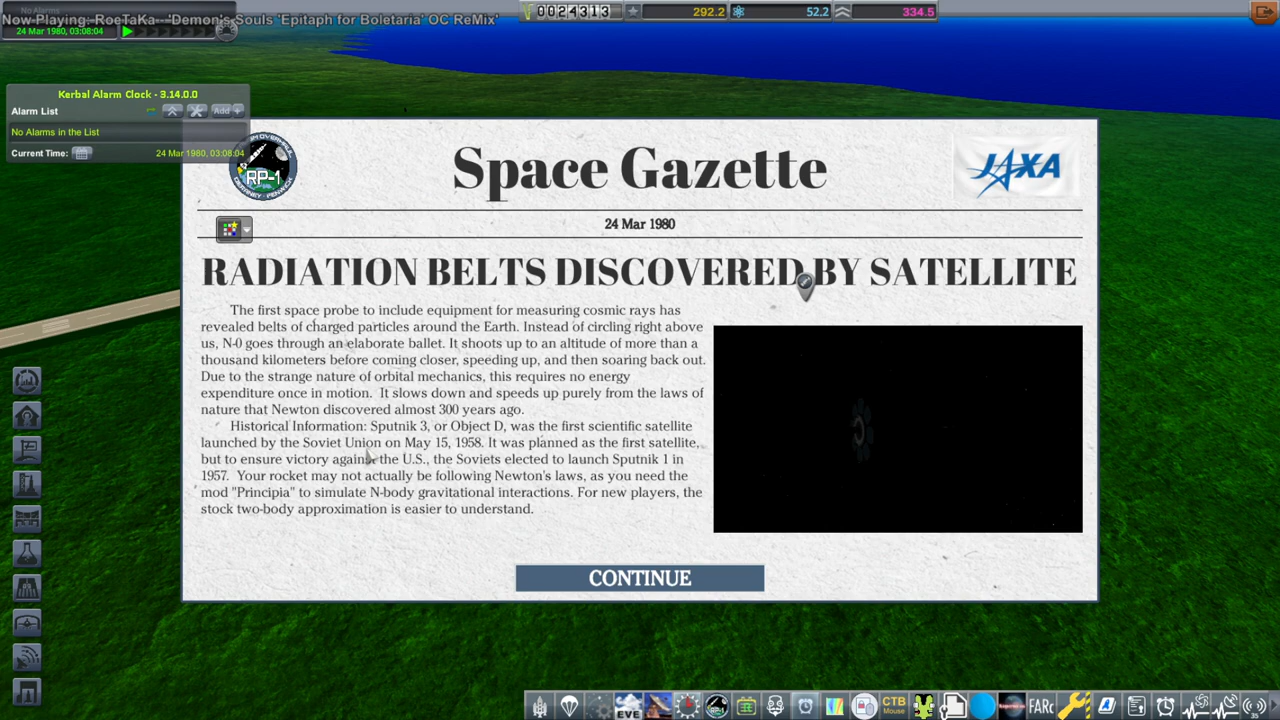 No Alarms
Now Playing: RoeTaKa - 'Demon's Souls 'Epitaph for Boletaria' OC ReMix'
24 Mar 1980, 03:08:04
0024313
292.2
52.2
334.5
Kerbal Alarm Clock - 3.14.0.0
Alarm List
Add +
No Alarms in the List
Current Time:
24 Mar 1980, 03:08:04
RP-1
Space Gazette
JAXA
24 Mar 1980
RADIATION BELTS DISCOVERED BY SATELLITE
The first space probe to include equipment for measuring cosmic rays has
revealed belts of charged particles around the Earth. Instead of circling right above
us, N-0 goes through an elaborate ballet. It shoots up to an altitude of more than a
thousand kilometers before coming closer, speeding up, and then soaring back out.
Due to the strange nature of orbital mechanics, this requires no energy
expenditure once in motion. It slows down and speeds up purely from the laws of
nature that Newton discovered almost 300 years ago.
Historical Information: Sputnik 3, or Object D, was the first scientific satellite
launched by the Soviet Union on May 15, 1958. It was planned as the first satellite,
but to ensure victory against the U.S., the Soviets elected to launch Sputnik 1 in
1957. Your rocket may not actually be following Newton's laws, as you need the
mod "Principia" to simulate N-body gravitational interactions. For new players, the
stock two-body approximation is easier to understand.
CONTINUE
EVE
RP-1
CTB
Mouse
FAR
35